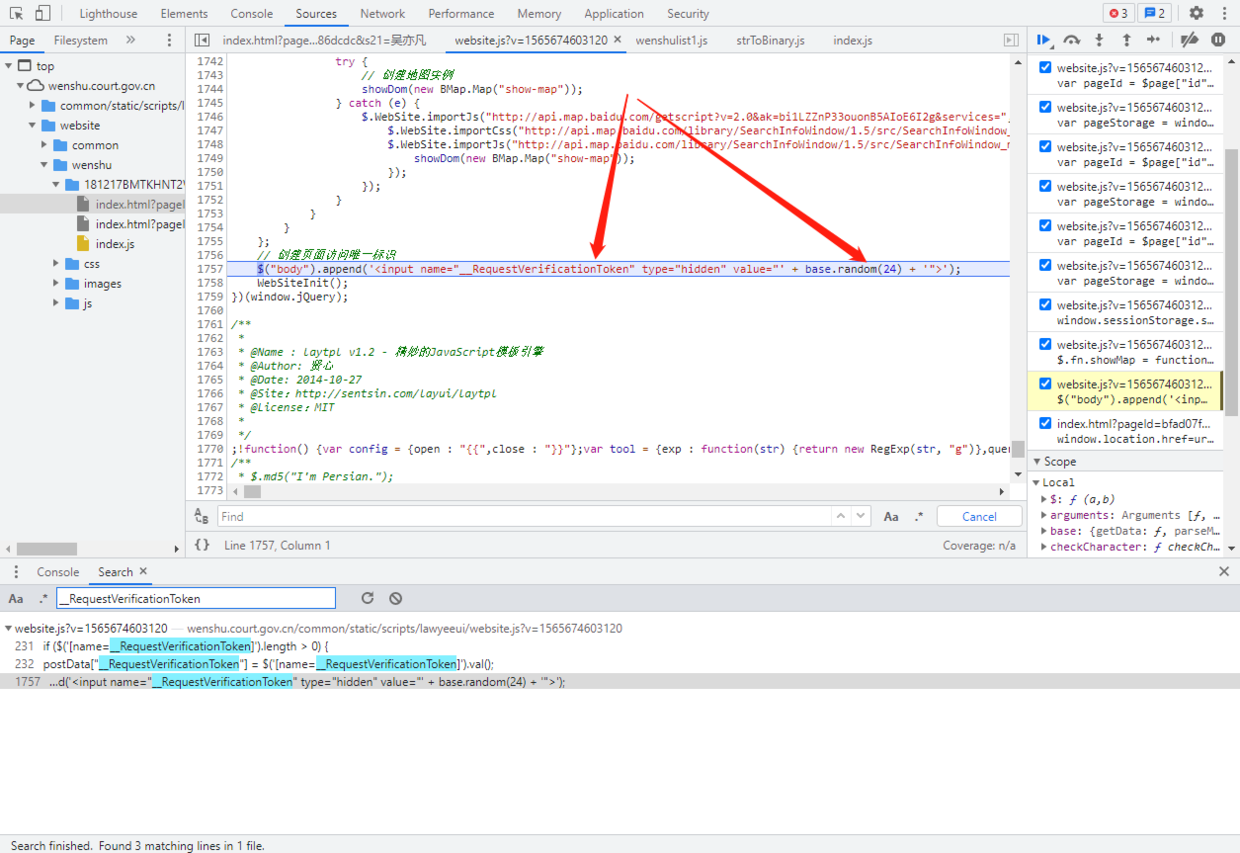 Lighthouse Elements Console Sources Network Performance Memory Application Security 3 2
Page Filesystem » index.html?page...86dcdc&s21=吴亦凡 website.js?v=1565674603120 × wenshulist1.js strToBinary.js index.js
top
wenshu.court.gov.cn
common/static/scripts/l
website
common
wenshu
181217BMTKHNT2
index.html?pageI
index.html?pageI
index.js
css
images
js
1742 try {
1743 // 创建地图实例
1744 showDom(new BMap.Map("show-map"));
1745 } catch (e) {
1746 $.WebSite.importJs("http://api.map.baidu.com/getscript?v=2.0&ak=bi1LZZnP33ouonB5AIoE6I2g&services=",
1747 $.WebSite.importCss("http://api.map.baidu.com/library/SearchInfoWindow/1.5/src/SearchInfoWindow_
1748 $.WebSite.importJs("http://api.map.baidu.com/library/SearchInfoWindow/1.5/src/SearchInfoWindow_m
1749 showDom(new BMap.Map("show-map"));
1750 });
1751 });
1752 }
1753 }
1754 }
1755 };
1756 // 创建页面访问唯一标识
1757 $("body").append('<input name="__RequestVerificationToken" type="hidden" value="' + base.random(24) + '">');
1758 WebSiteInit();
1759 })(window.jQuery);
1760
1761 /**
1762 *
1763 * @Name : laytpl v1.2 - 精妙的JavaScript模板引擎
1764 * @Author: 贤心
1765 * @Date: 2014-10-27
1766 * @Site：http://sentsin.com/layui/laytpl
1767 * @License：MIT
1768 *
1769 */
1770 ;!function() {var config = {open : "{{",close : "}}"};var tool = {exp : function(str) {return new RegExp(str, "g")},que
1771 /**
1772 * $.md5("I'm Persian.");
1773
Find Aa .* Cancel
{} Line 1757, Column 1 Coverage: n/a
website.js?v=156567460312...
var pageId = $page["id"...
website.js?v=156567460312...
var pageStorage = windo...
website.js?v=156567460312...
var pageId = $page["id"...
website.js?v=156567460312...
var pageStorage = windo...
website.js?v=156567460312...
var pageId = $page["id"...
website.js?v=156567460312...
var pageStorage = windo...
website.js?v=156567460312...
window.sessionStorage.s...
website.js?v=156567460312...
$.fn.showMap = function...
website.js?v=156567460312...
$("body").append('<inp...
index.html?pageId=bfad07f...
window.location.href=ur...
Scope
Local
$: ƒ (a,b)
arguments: Arguments [ƒ, …
base: {getData: ƒ, parseM…
checkCharacter: ƒ checkCh…
Console Search ×
Aa .* __RequestVerificationToken
website.js?v=1565674603120 — wenshu.court.gov.cn/common/static/scripts/lawyeeui/website.js?v=1565674603120
231 if ($('[name=__RequestVerificationToken]').length > 0) {
232 postData["__RequestVerificationToken"] = $('[name=__RequestVerificationToken]').val();
1757 ...d('<input name="__RequestVerificationToken" type="hidden" value="' + base.random(24) + '">');
Search finished. Found 3 matching lines in 1 file.